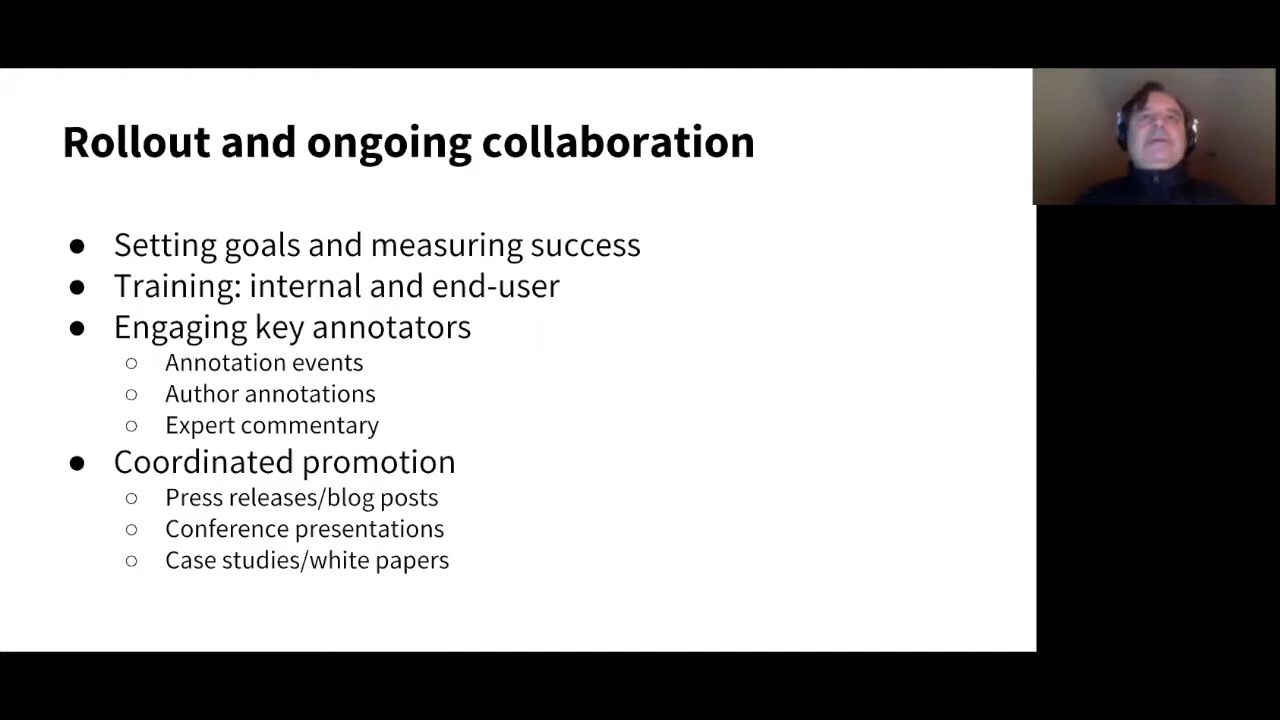 Rollout and ongoing collaboration
● Setting goals and measuring success
● Training: internal and end-user
● Engaging key annotators
○ Annotation events
○ Author annotations
○ Expert commentary
● Coordinated promotion
○ Press releases/blog posts
○ Conference presentations
○ Case studies/white papers